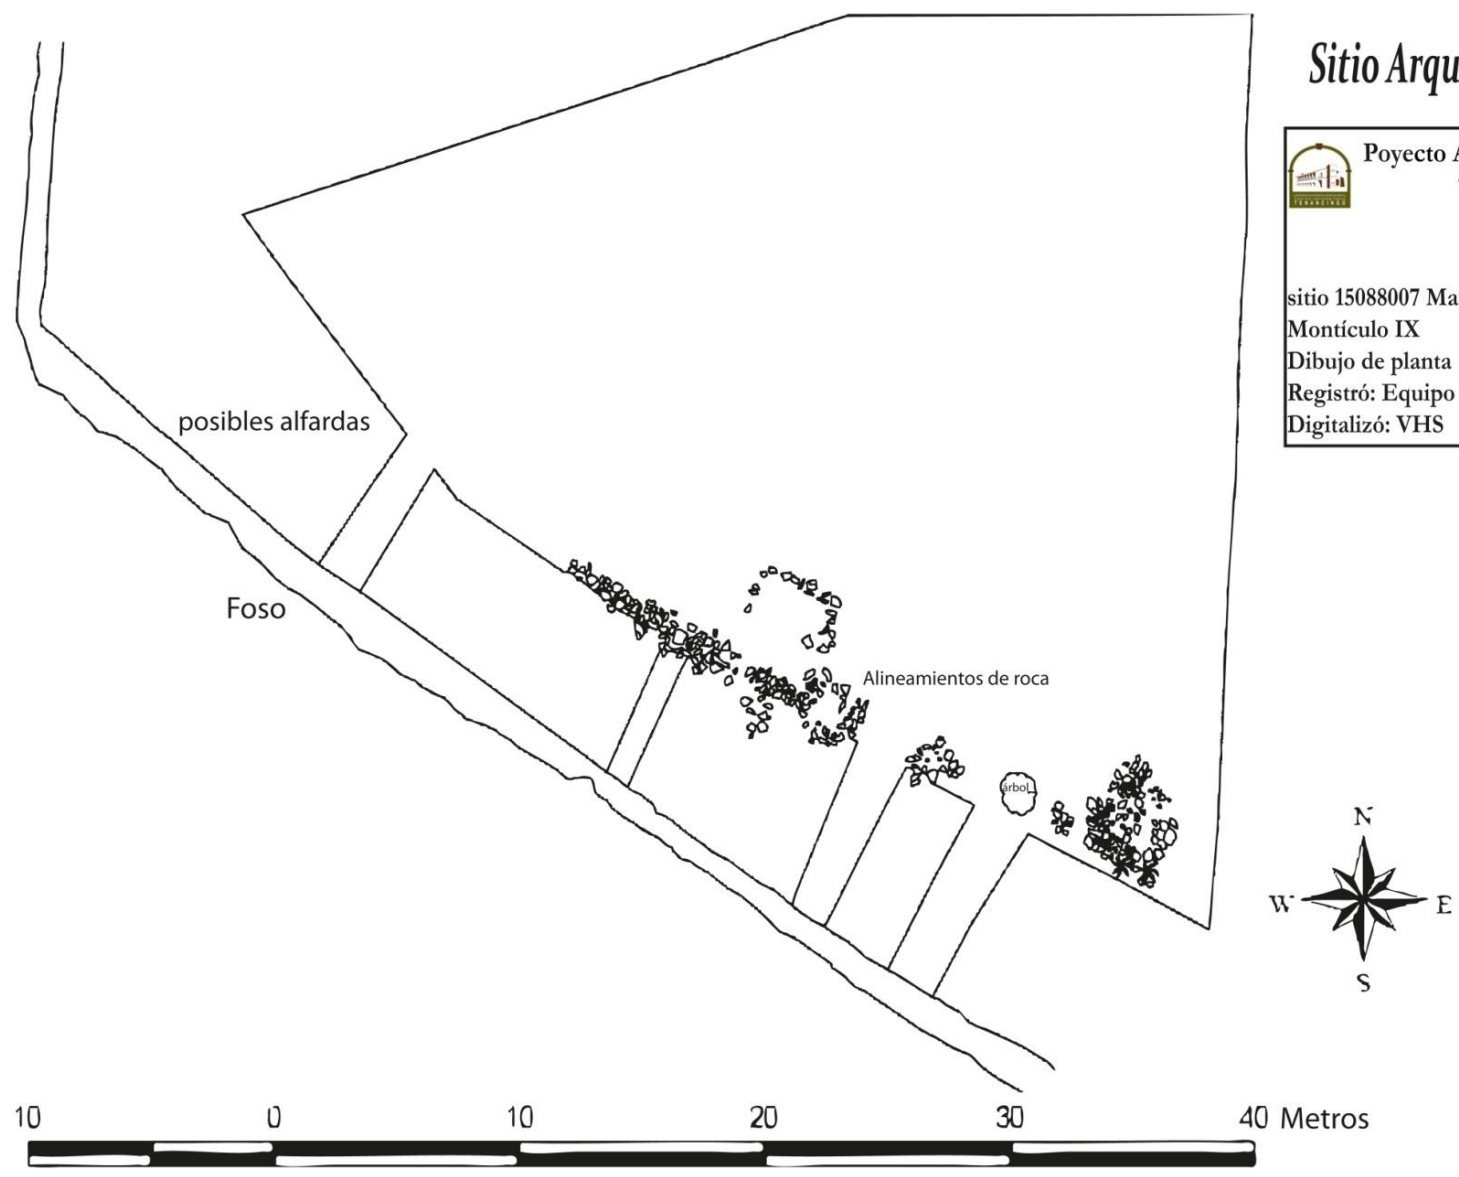 Sitio Arqu
Poyecto A
TENANCINGO
sitio 15088007 Ma
Montículo IX
Dibujo de planta
Registró: Equipo
Digitalizó: VHS
posibles alfardas
Foso
Alineamientos de roca
árbol
N
W E
S
10 0 10 20 30 40 Metros